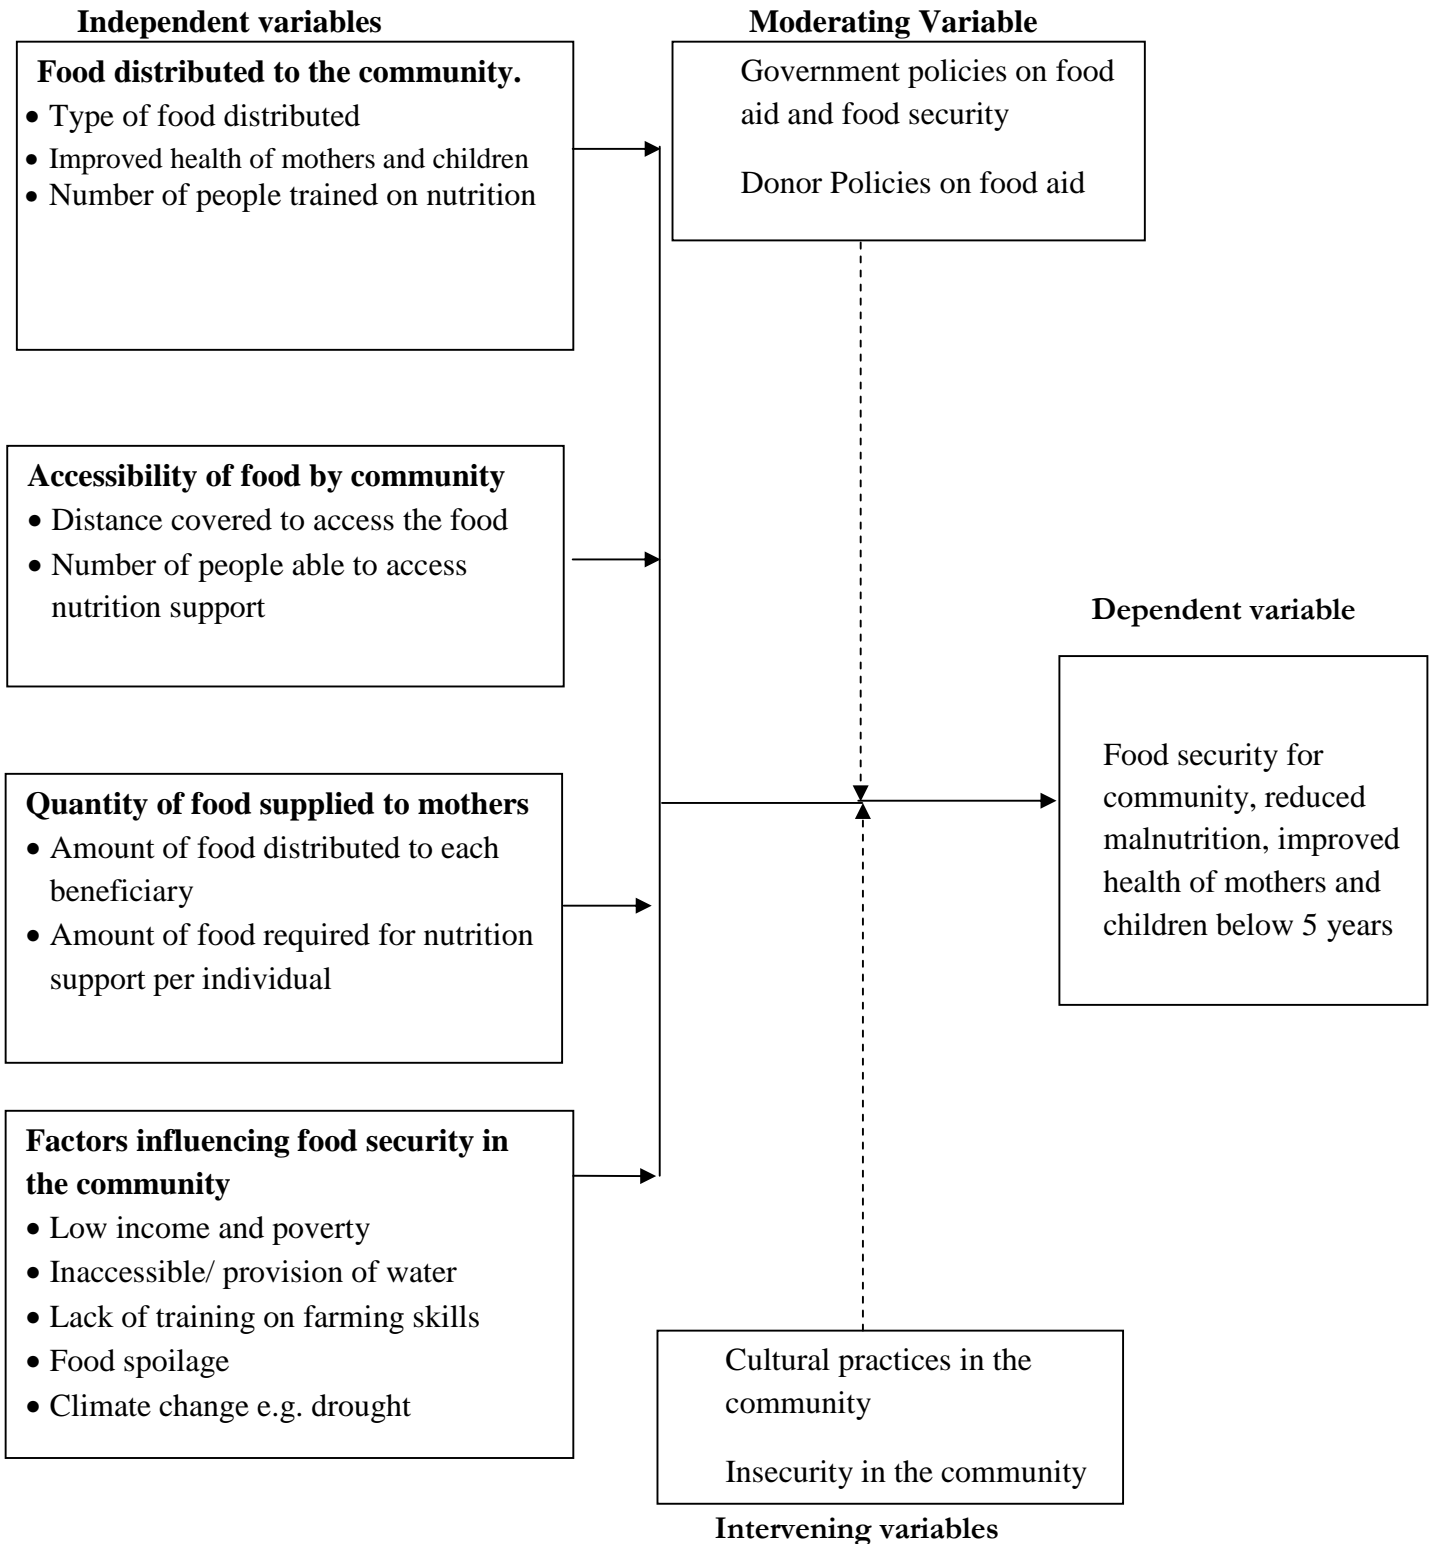 Independent variables
Food distributed to the community.
• Type of food distributed
• Improved health of mothers and children
• Number of people trained on nutrition
Accessibility of food by community
• Distance covered to access the food
• Number of people able to access
nutrition support
Quantity of food supplied to mothers
• Amount of food distributed to each
beneficiary
• Amount of food required for nutrition
support per individual
Factors influencing food security in
the community
• Low income and poverty
• Inaccessible/ provision of water
• Lack of training on farming skills
• Food spoilage
• Climate change e.g. drought
Moderating Variable
Government policies on food
aid and food security
Donor Policies on food aid
Dependent variable
Food security for
community, reduced
malnutrition, improved
health of mothers and
children below 5 years
Cultural practices in the
community
Insecurity in the community
Intervening variables